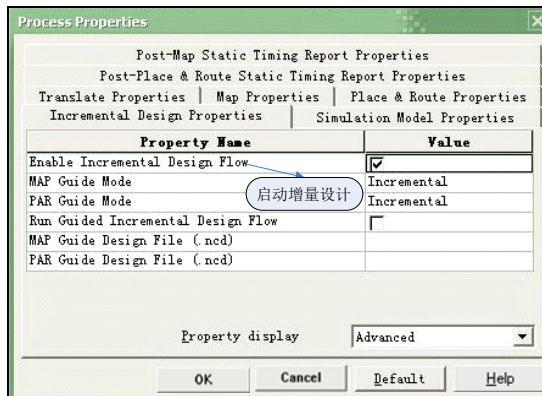 Process Properties
Post-Map Static Timing Report Properties
Post-Place & Route Static Timing Report Properties
Translate Properties Map Properties Place & Route Properties
Incremental Design Properties Simulation Model Properties
Property Name Value
Enable Incremental Design Flow
MAP Guide Mode Incremental
启动增量设计
PAR Guide Mode Incremental
Run Guided Incremental Design Flow
MAP Guide Design File (.ncd)
PAR Guide Design File (.ncd)
Property display Advanced
OK Cancel Default Help